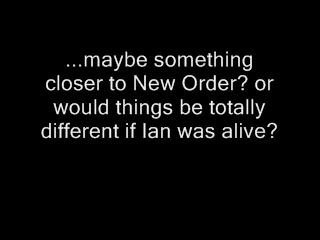 ...maybe something
closer to New Order? or
would things be totally
different if Ian was alive?